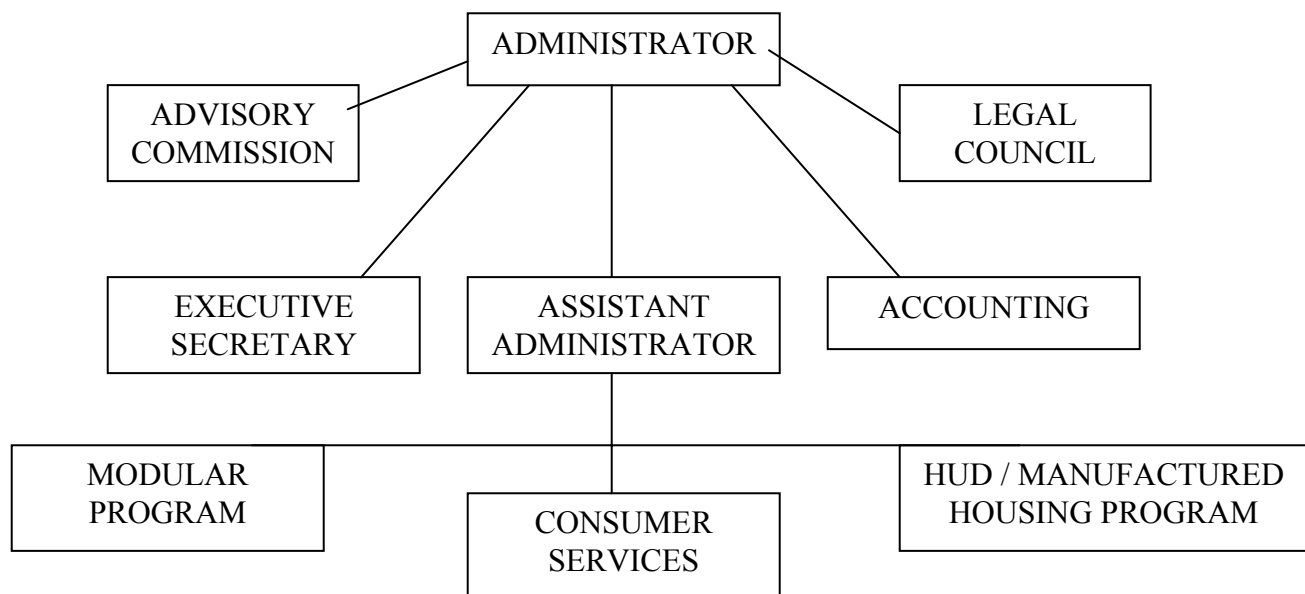 ADMINISTRATOR
ADVISORY
COMMISSION
LEGAL
COUNCIL
EXECUTIVE
SECRETARY
ASSISTANT
ADMINISTRATOR
ACCOUNTING
MODULAR
PROGRAM
CONSUMER
SERVICES
HUD / MANUFACTURED
HOUSING PROGRAM